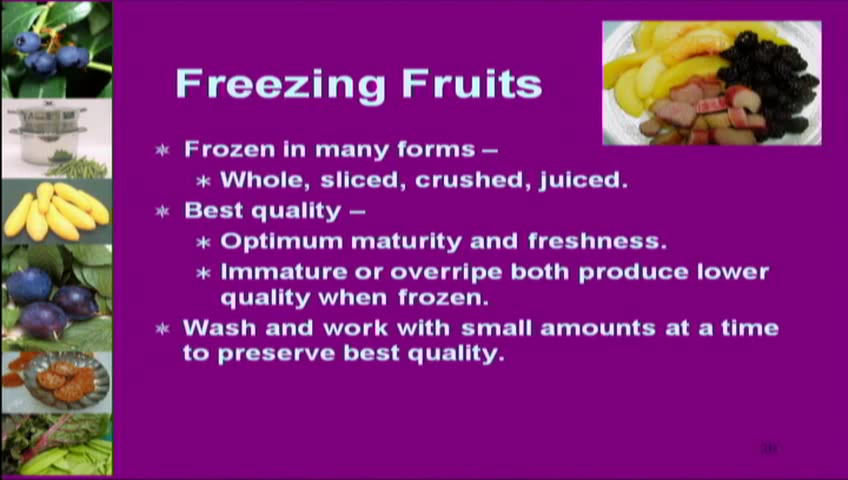 Freezing Fruits
* Frozen in many forms –
* Whole, sliced, crushed, juiced.
* Best quality –
* Optimum maturity and freshness.
* Immature or overripe both produce lower
quality when frozen.
* Wash and work with small amounts at a time
to preserve best quality.